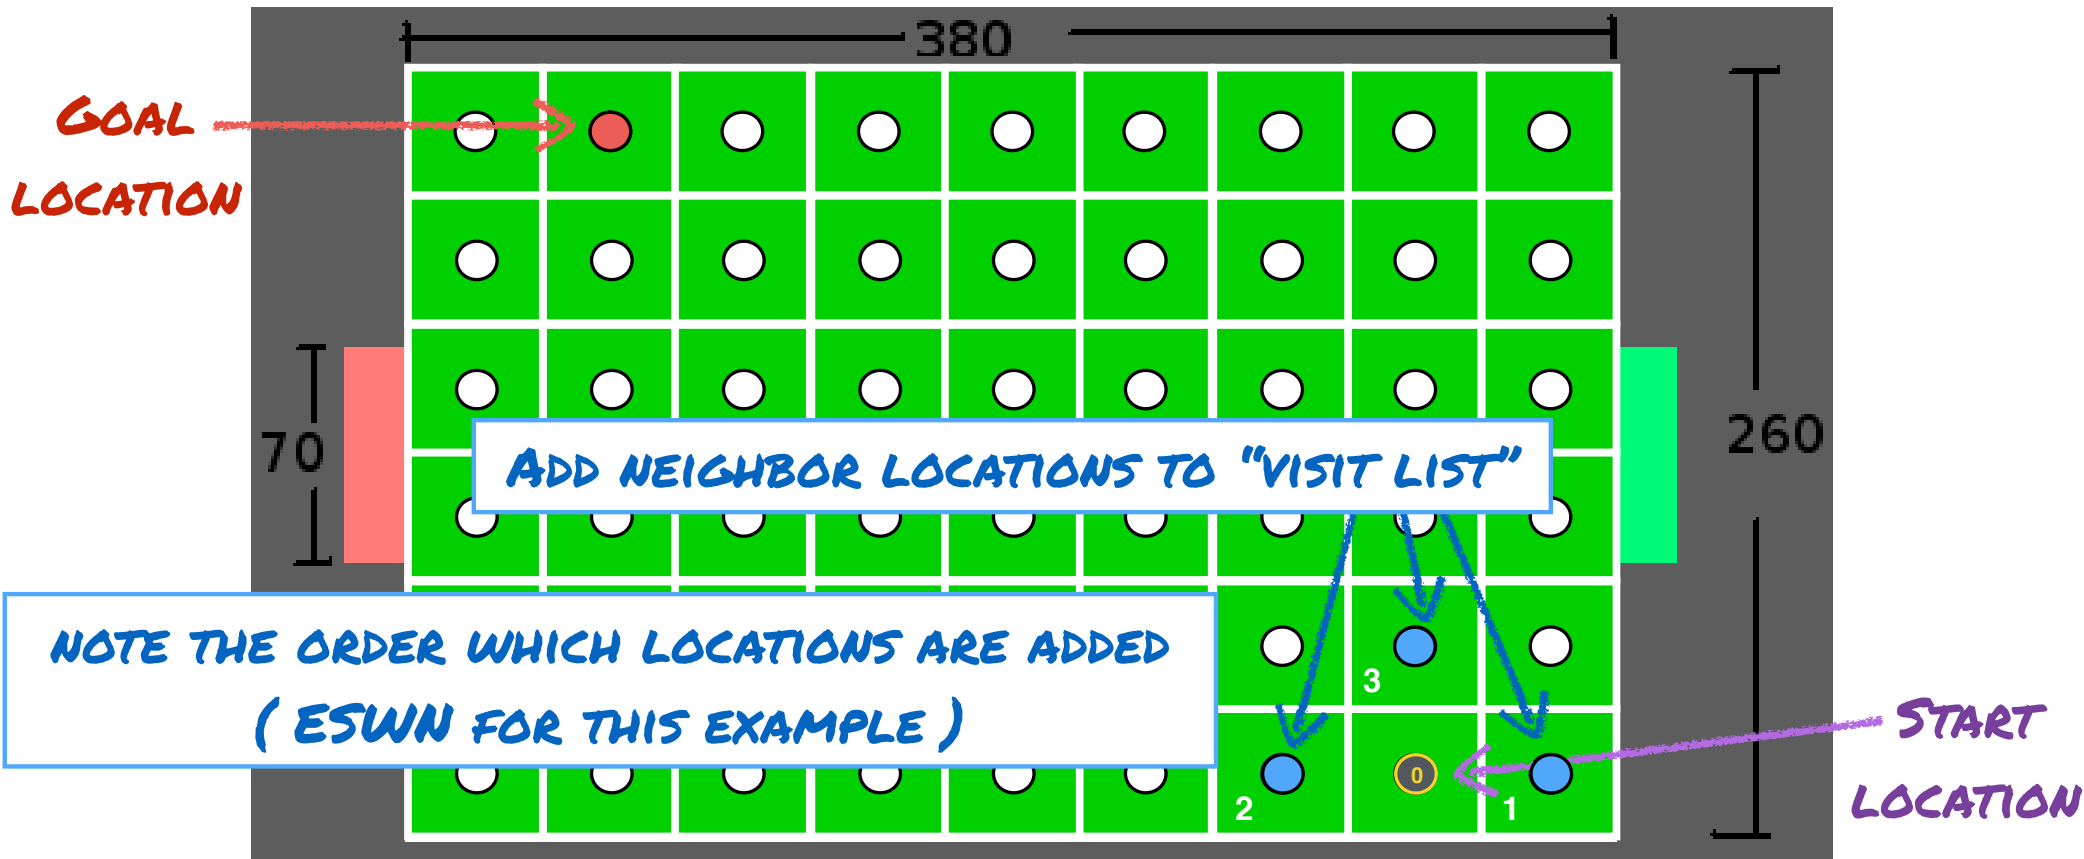 380
GOAL
LOCATION
70
260
ADD NEIGHBOR LOCATIONS TO “VISIT LIST”
NOTE THE ORDER WHICH LOCATIONS ARE ADDED
( ESWN FOR THIS EXAMPLE )
3
START
LOCATION
0
2
1